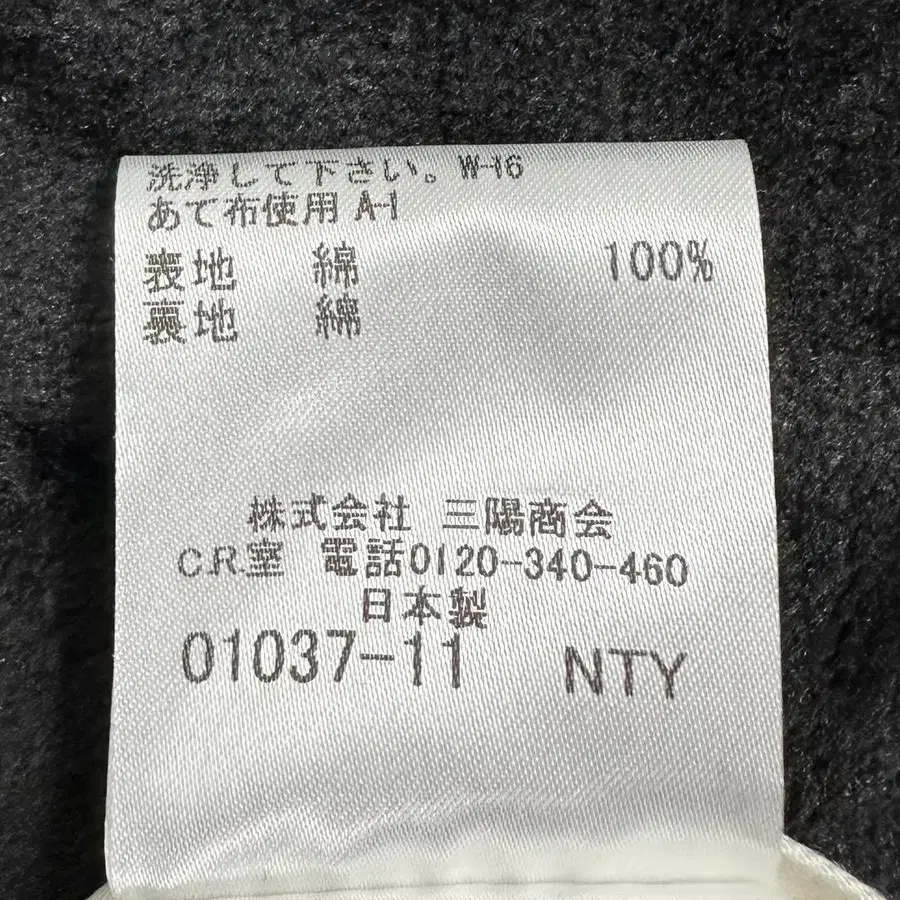 洗浄して下さい。W-16
あて布使用 A-1
表地 綿 100%
裏地 綿
株式会社 三陽商会
C.R.室 電話0120-340-460
日本製
01037-11 NTY